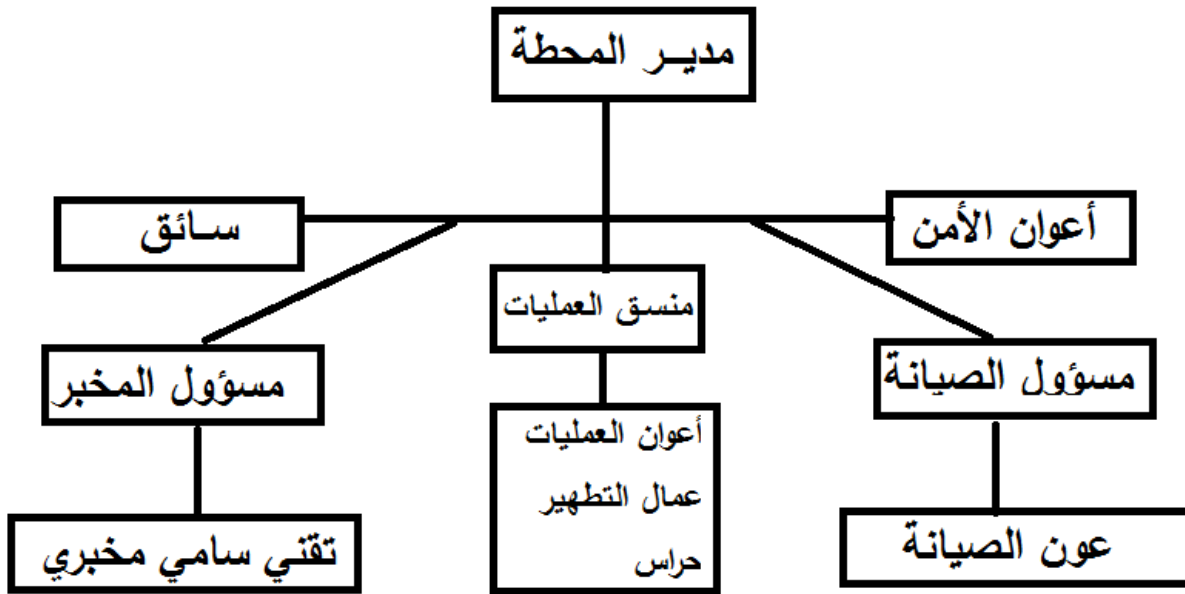 مديـر المحطة
أعوان الأمن
سـائق
منسق العمليات
مسؤول الصيانة
مسؤول المخبر
أعوان العمليات
عمال التطهير
حراس
عون الصيانة
تقني سامي مخبري